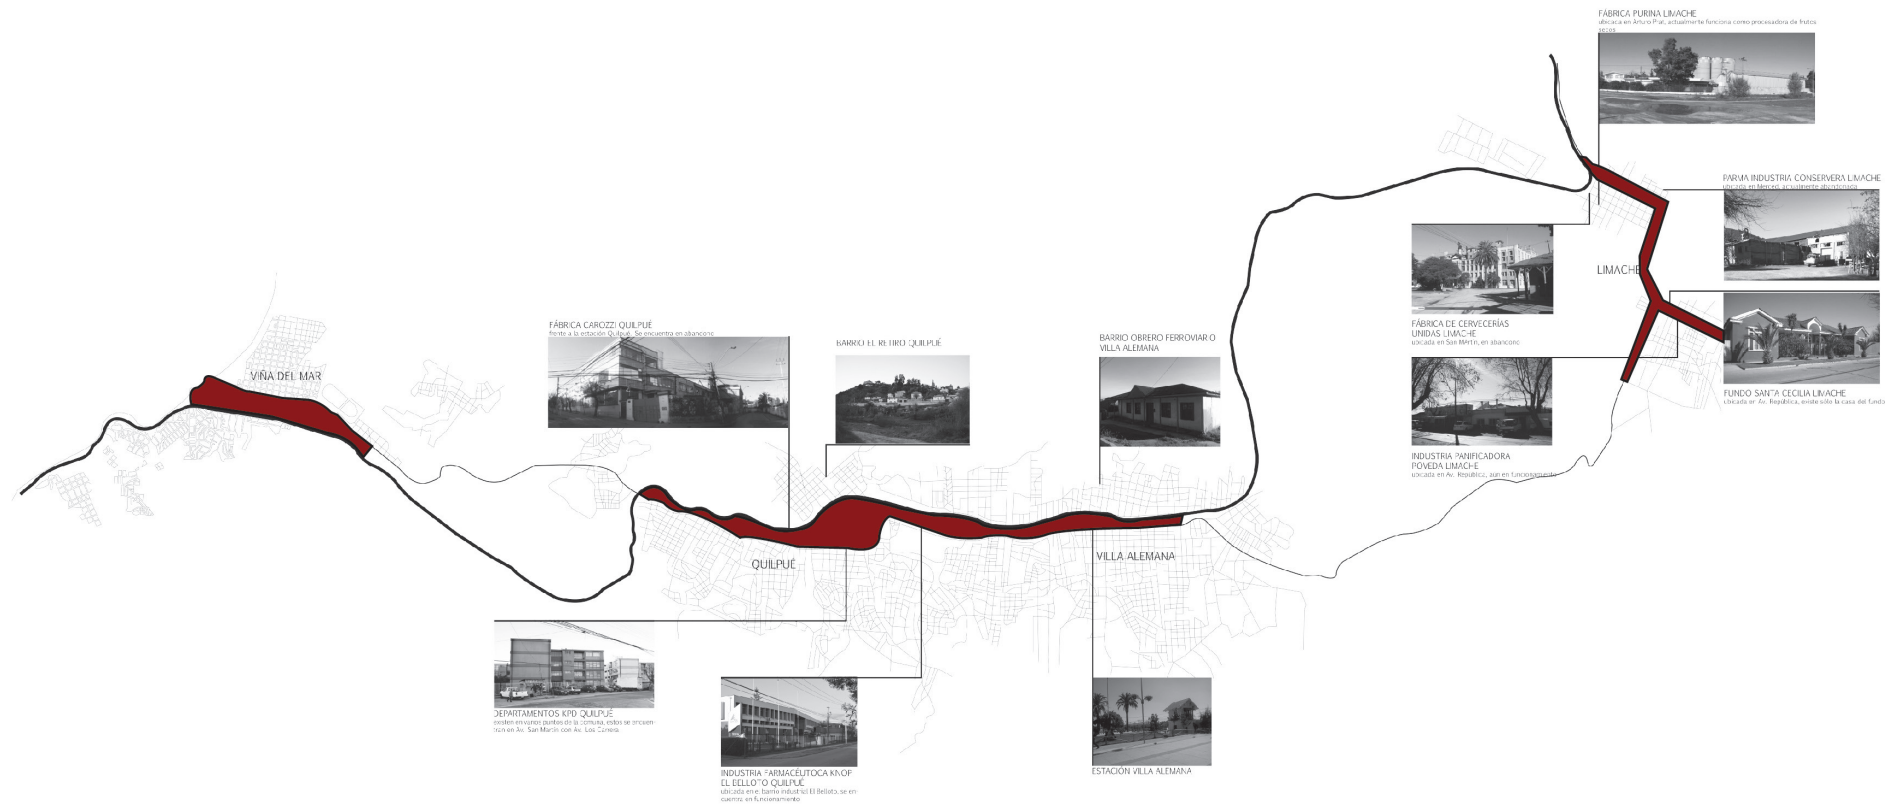 FÁBRICA PURINA LIMACHE
ubicada en Arturo Prat, actualmente funciona como procesadora de frutos
secos
PARMA INDUSTRIA CONSERVERA LIMACHE
ubicada en Merced, actualmente abandonada
LIMACHE
FÁBRICA DE CERVECERÍAS
UNIDAS LIMACHE
ubicada en San MArtín, en abandono
FUNDO SANTA CECILIA LIMACHE
ubicada en Av. República, existe sólo la casa del fundo
INDUSTRIA PANIFICADORA
POVEDA LIMACHE
ubicada en Av. República, aún en funcionamento
FÁBRICA CAROZZI QUILPUÉ
frente a la estación Quilpué. Se encuentra en abandono
BARRIO EL RETIRO QUILPUÉ
BARRIO OBRERO FERROVIARIO
VILLA ALEMANA
VIÑA DEL MAR
QUILPUÉ
VILLA ALEMANA
DEPARTAMENTOS KPD QUILPUÉ
existen en varios puntos de la comuna, estos se encuen-
tran en Av. San Martín con Av. Los Carrera
INDUSTRIA FARMACÉUTOCA KNOP
EL BELLOTO QUILPUÉ
ubicada en el barrio industrial El Belloto, se en-
cuentra en funcionamiento
ESTACIÓN VILLA ALEMANA